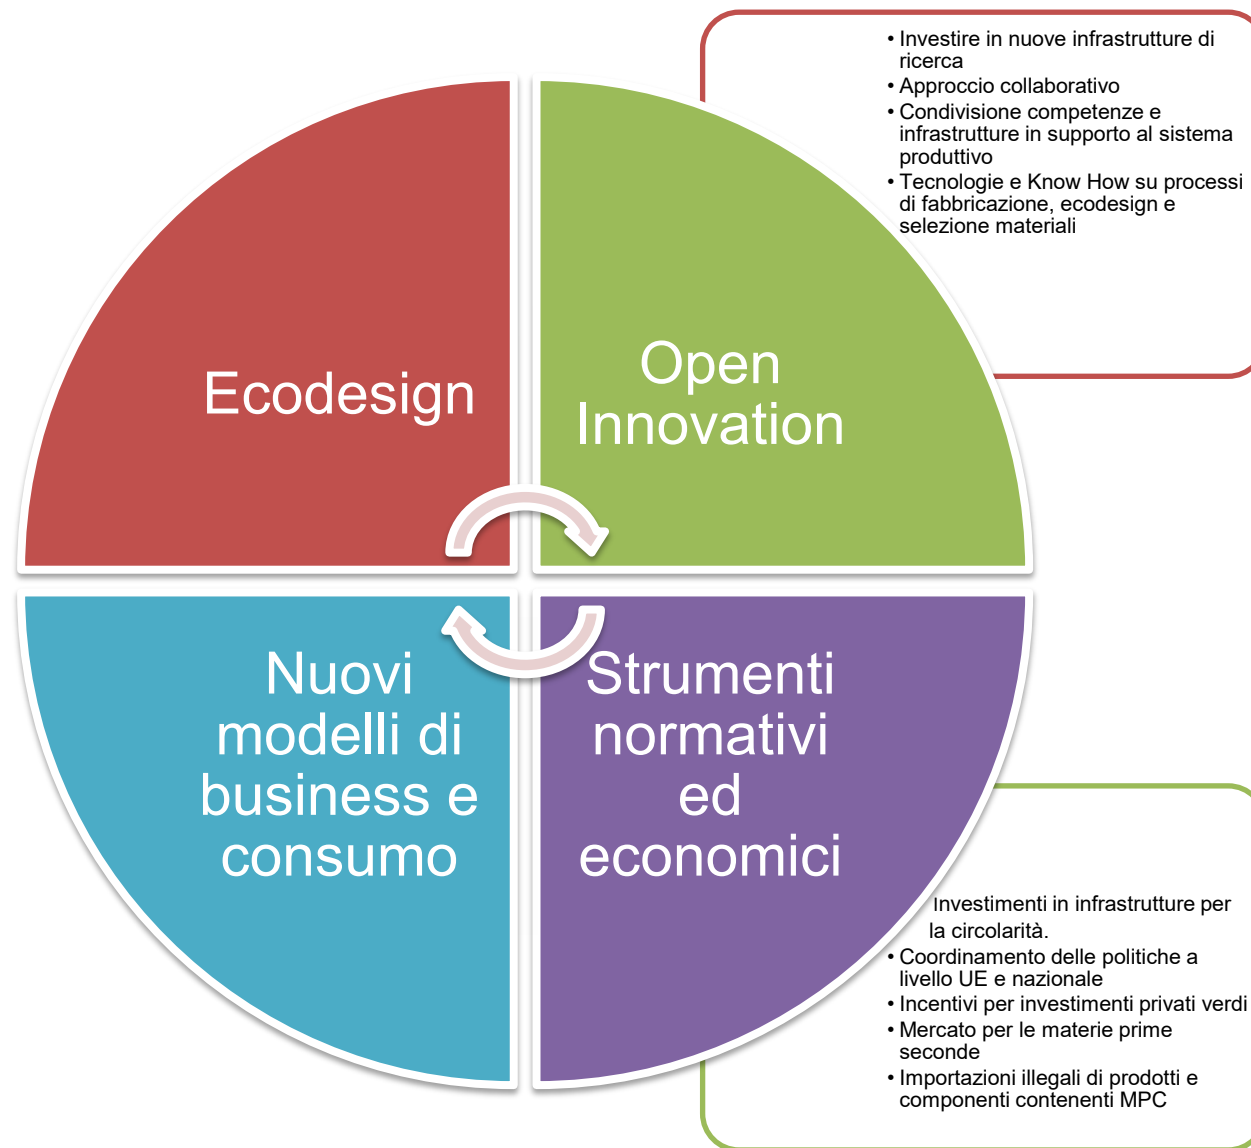 • Investire in nuove infrastrutture di
ricerca
• Approccio collaborativo
• Condivisione competenze e
infrastrutture in supporto al sistema
produttivo
• Tecnologie e Know How su processi
di fabbricazione, ecodesign e
selezione materiali
Ecodesign
Open
Innovation
Nuovi
modelli di
business e
consumo
Strumenti
normativi
ed
economici
Investimenti in infrastrutture per
la circolarità.
• Coordinamento delle politiche a
livello UE e nazionale
• Incentivi per investimenti privati verdi
• Mercato per le materie prime
seconde
• Importazioni illegali di prodotti e
componenti contenenti MPC